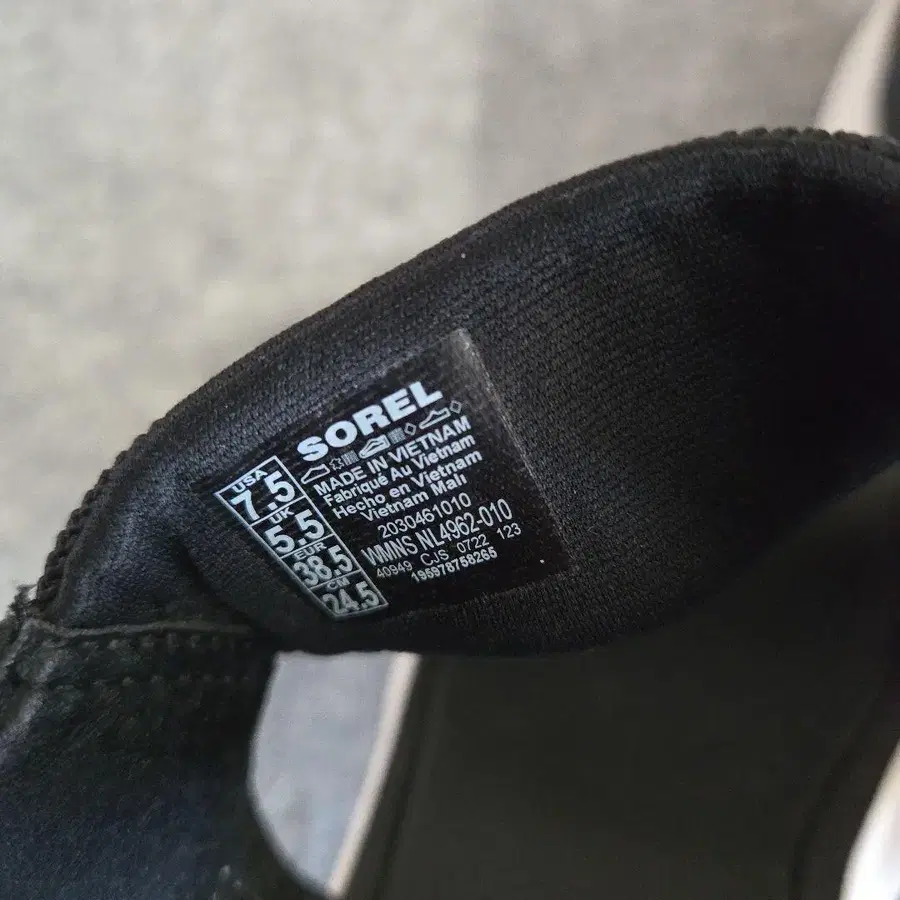 SOREL
MADE IN VIETNAM
Fabriqué Au Vietnam
Hecho en Vietnam
Vietnam Malı
2030461010
WMNS NL4962-010
40949 CJS 0722 123
195978758265
USA
7.5
UK
5.5
EUR
38.5
CM
24.5